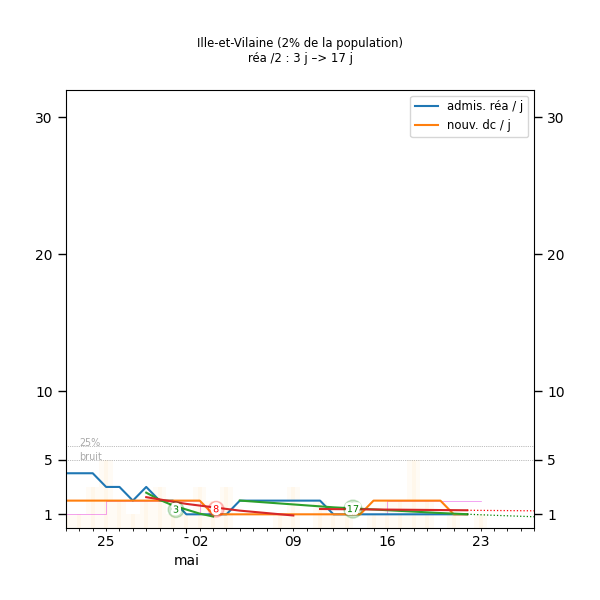 Ille-et-Vilaine (2% de la population)
réa /2 : 3 j –> 17 j
admis. réa / j
nouv. dc / j
30 30
20 20
10 10
25%
bruit
5 5
3 8 17
1 1
25 - 02 09 16 23
mai